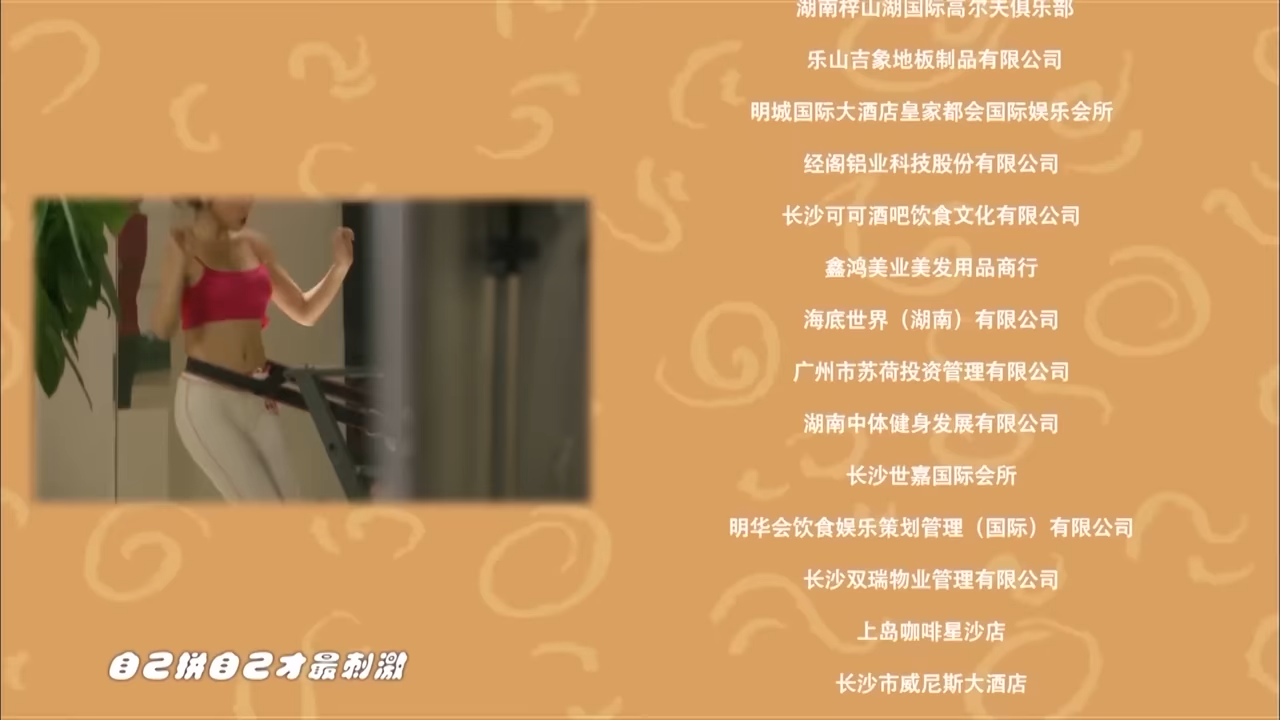 湖南梓山湖国际高尔夫俱乐部
乐山吉象地板制品有限公司
明城国际大酒店皇家都会国际娱乐会所
经阁铝业科技股份有限公司
长沙可可酒吧饮食文化有限公司
鑫鸿美业美发用品商行
海底世界（湖南）有限公司
广州市苏荷投资管理有限公司
湖南中体健身发展有限公司
长沙世嘉国际会所
明华会饮食娱乐策划管理（国际）有限公司
长沙双瑞物业管理有限公司
上岛咖啡星沙店
长沙市威尼斯大酒店
自己拼自己才最刺激